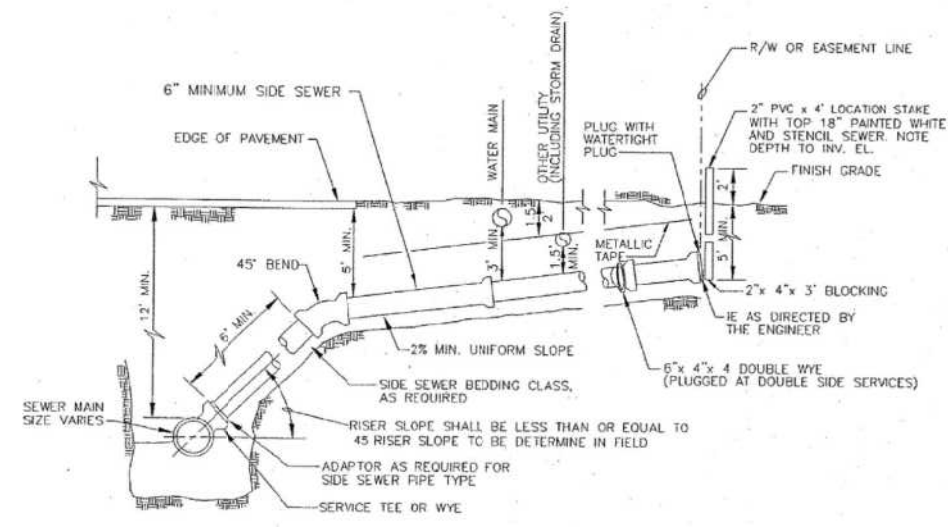 R/W OR EASEMENT LINE
6" MINIMUM SIDE SEWER
EDGE OF PAVEMENT
WATER MAIN
OTHER UTILITY
(INCLUDING STORM DRAIN)
PLUG WITH
WATERTIGHT
PLUG
2" PVC x 4' LOCATION STAKE
WITH TOP 18" PAINTED WHITE
AND STENCIL SEWER. NOTE
DEPTH TO INV. EL.
FINISH GRADE
2'
12' MIN.
5' MIN.
3' MIN.
1.5'
2'
1.5'
MIN.
METALLIC
TAPE
5' MIN.
45° BEND
6' MIN.
2"x 4"x 3' BLOCKING
IE AS DIRECTED BY
THE ENGINEER
2% MIN. UNIFORM SLOPE
6"x 4"x 4 DOUBLE WYE
(PLUGGED AT DOUBLE SIDE SERVICES)
SIDE SEWER BEDDING CLASS,
AS REQUIRED
SEWER MAIN
SIZE VARIES
RISER SLOPE SHALL BE LESS THAN OR EQUAL TO
45 RISER SLOPE TO BE DETERMINE IN FIELD
ADAPTOR AS REQUIRED FOR
SIDE SEWER PIPE TYPE
SERVICE TEE OR WYE